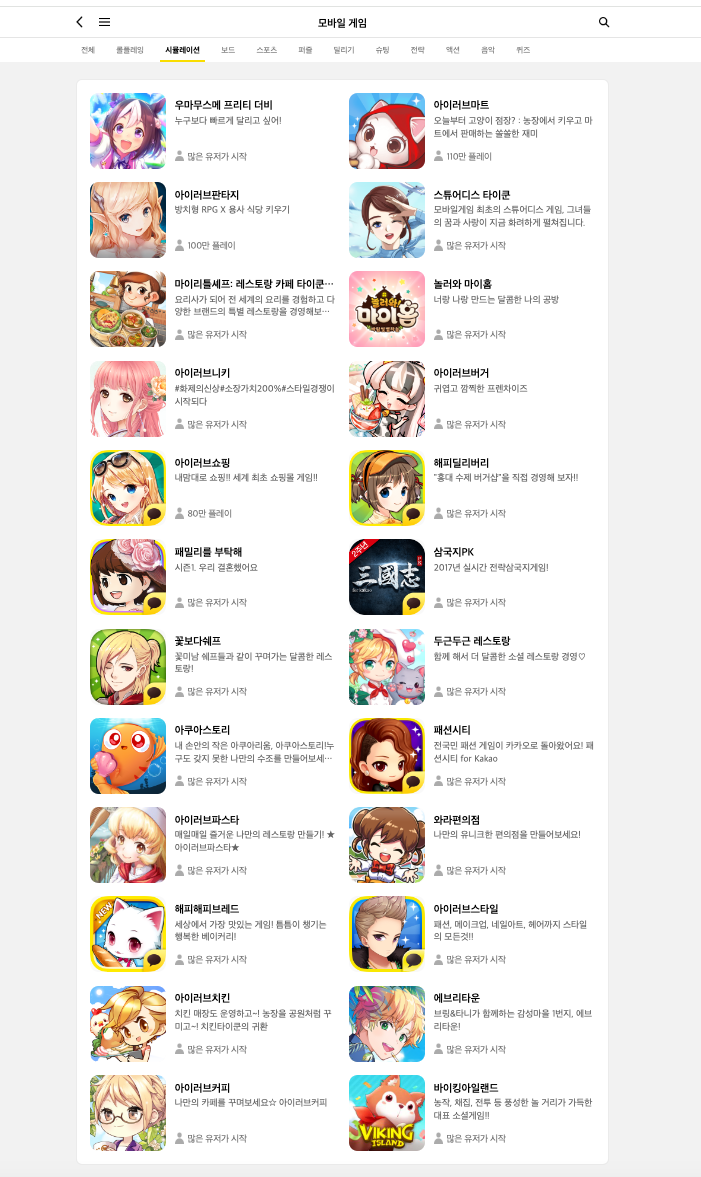 모바일 게임
전체 롤플레잉 시뮬레이션 보드 스포츠 퍼즐 달리기 슈팅 전략 액션 음악 퀴즈
우마무스메 프리티 더비
누구보다 빠르게 달리고 싶어!
많은 유저가 시작
아이러브마트
오늘부터 고양이 점장? : 농장에서 키우고 마
트에서 판매하는 쏠쏠한 재미
110만 플레이
아이러브판타지
방치형 RPG X 용사 식당 키우기
100만 플레이
스튜어디스 타이쿤
모바일게임 최초의 스튜어디스 게임, 그녀들
의 꿈과 사랑이 지금 화려하게 펼쳐집니다.
많은 유저가 시작
마이리틀셰프: 레스토랑 카페 타이쿤…
요리사가 되어 전 세계의 요리를 경험하고 다
양한 브랜드의 특별 레스토랑을 경영해보…
많은 유저가 시작
놀러와 마이홈
너랑 나랑 만드는 달콤한 나의 공방
많은 유저가 시작
놀러와
마이홈
아이러브니키
#화제의신상#소장가치200%#스타일경쟁이
시작되다
많은 유저가 시작
아이러브버거
귀엽고 깜찍한 프랜차이즈
많은 유저가 시작
아이러브쇼핑
내맘대로 쇼핑!! 세계 최초 쇼핑몰 게임!!
80만 플레이
해피딜리버리
"홍대 수제 버거샵"을 직접 경영해 보자!!
많은 유저가 시작
패밀리를 부탁해
시즌1. 우리 결혼했어요
많은 유저가 시작
2주년
三國志
삼국지PK
2017년 실시간 전략삼국지게임!
많은 유저가 시작
꽃보다쉐프
꽃미남 쉐프들과 같이 꾸며가는 달콤한 레스
토랑!
많은 유저가 시작
두근두근 레스토랑
함께 해서 더 달콤한 소셜 레스토랑 경영♡
많은 유저가 시작
아쿠아스토리
내 손안의 작은 아쿠아리움, 아쿠아스토리!누
구도 갖지 못한 나만의 수조를 만들어보세…
많은 유저가 시작
패션시티
전국민 패션 게임이 카카오로 돌아왔어요! 패
션시티 for Kakao
많은 유저가 시작
아이러브파스타
매일매일 즐거운 나만의 레스토랑 만들기! ★
아이러브파스타★
많은 유저가 시작
와라편의점
나만의 유니크한 편의점을 만들어보세요!
많은 유저가 시작
NEW
해피해피브레드
세상에서 가장 맛있는 게임! 틈틈이 챙기는
행복한 베이커리!
많은 유저가 시작
아이러브스타일
패션, 메이크업, 네일아트, 헤어까지 스타일
의 모든것!!
많은 유저가 시작
아이러브치킨
치킨 매장도 운영하고~! 농장을 공원처럼 꾸
미고~! 치킨타이쿤의 귀환
많은 유저가 시작
에브리타운
브링&타니가 함께하는 감성마을 1번지, 에브
리타운!
많은 유저가 시작
아이러브커피
나만의 카페를 꾸며보세요☆ 아이러브커피
많은 유저가 시작
VIKING
ISLAND
바이킹아일랜드
농작, 채집, 전투 등 풍성한 놀 거리가 가득한
대표 소셜게임!!
많은 유저가 시작